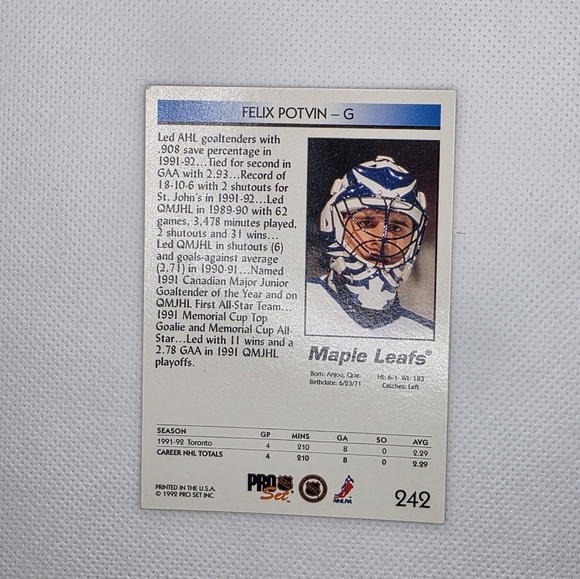 FELIX POTVIN – G
Led AHL goaltenders with
.908 save percentage in
1991-92...Tied for second in
GAA with 2.93...Record of
18-10-6 with 2 shutouts for
St. John's in 1991-92...Led
QMJHL in 1989-90 with 62
games, 3,478 minutes played,
2 shutouts and 31 wins...
Led QMJHL in shutouts (6)
and goals-against average
(2.71) in 1990-91...Named
1991 Canadian Major Junior
Goaltender of the Year and on
QMJHL First All-Star Team...
1991 Memorial Cup Top
Goalie and Memorial Cup All-
Star...Led with 11 wins and a
2.78 GAA in 1991 QMJHL
playoffs.
Maple Leafs®
Born: Anjou, Que. Ht: 6-1 Wt: 183
Birthdate: 6/23/71 Catches: Left
SEASON GP MINS GA SO AVG
1991-92 Toronto 4 210 8 0 2.29
CAREER NHL TOTALS 4 210 8 0 2.29
PRINTED IN THE U.S.A.
© 1992 PRO SET INC.
PRO Set
NHLPA
242